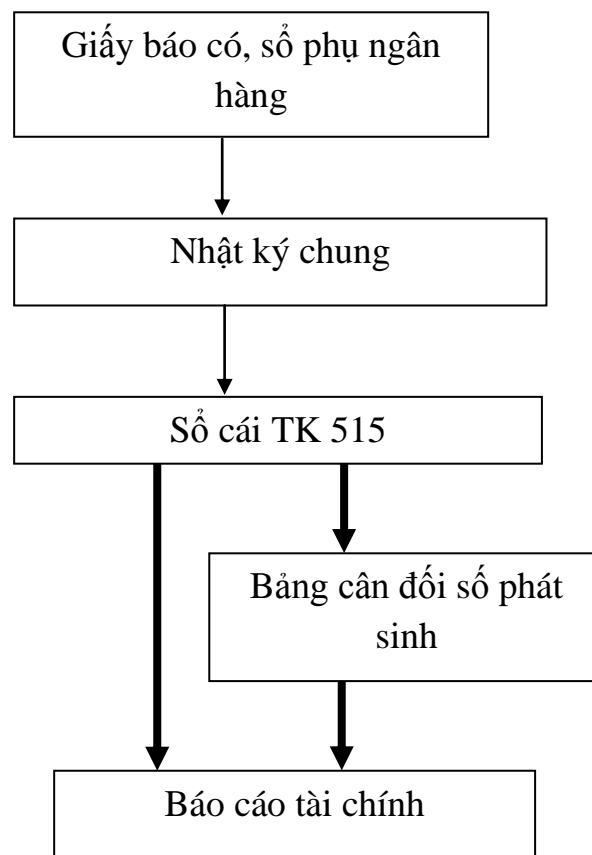 Giấy báo có, sổ phụ ngân
hàng
Nhật ký chung
Sổ cái TK 515
Bảng cân đối số phát
sinh
Báo cáo tài chính